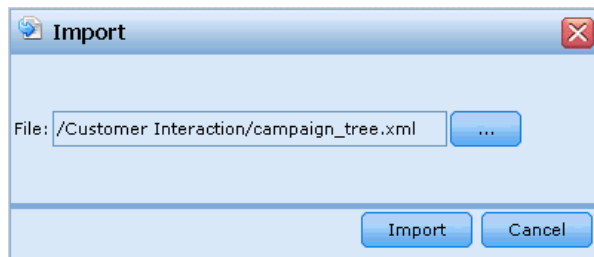 Import
File: /Customer Interaction/campaign_tree.xml ...
Import Cancel